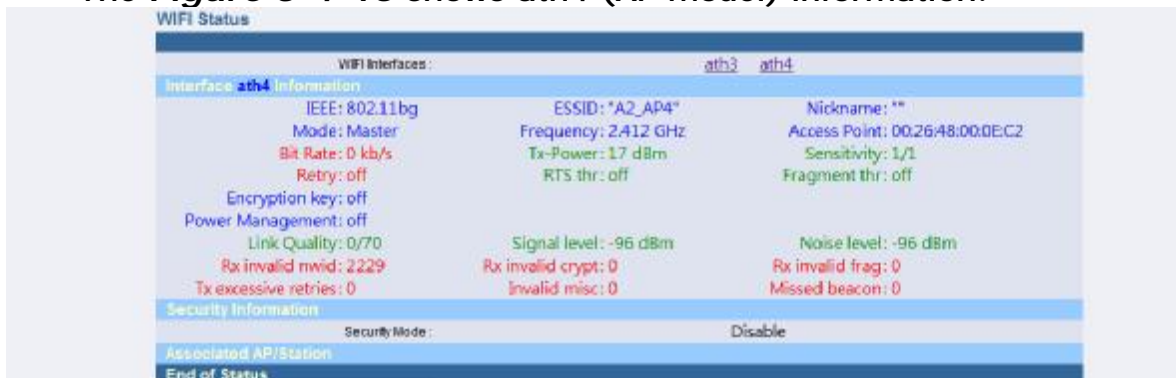 WIFI Status
WIFI Interfaces : ath3 ath4
Interface ath4 Information
IEEE: 802.11bg ESSID: "A2_AP4" Nickname: ""
Mode: Master Frequency: 2.412 GHz Access Point: 00:26:48:00:0E:C2
Bit Rate: 0 kb/s Tx-Power: 17 dBm Sensitivity: 1/1
Retry: off RTS thr: off Fragment thr: off
Encryption key: off
Power Management: off
Link Quality: 0/70 Signal level: -96 dBm Noise level: -96 dBm
Rx invalid nwid: 2229 Rx invalid crypt: 0 Rx invalid frag: 0
Tx excessive retries: 0 Invalid misc: 0 Missed beacon: 0
Security Information
Security Mode : Disable
Associated AP/Station
End of Status